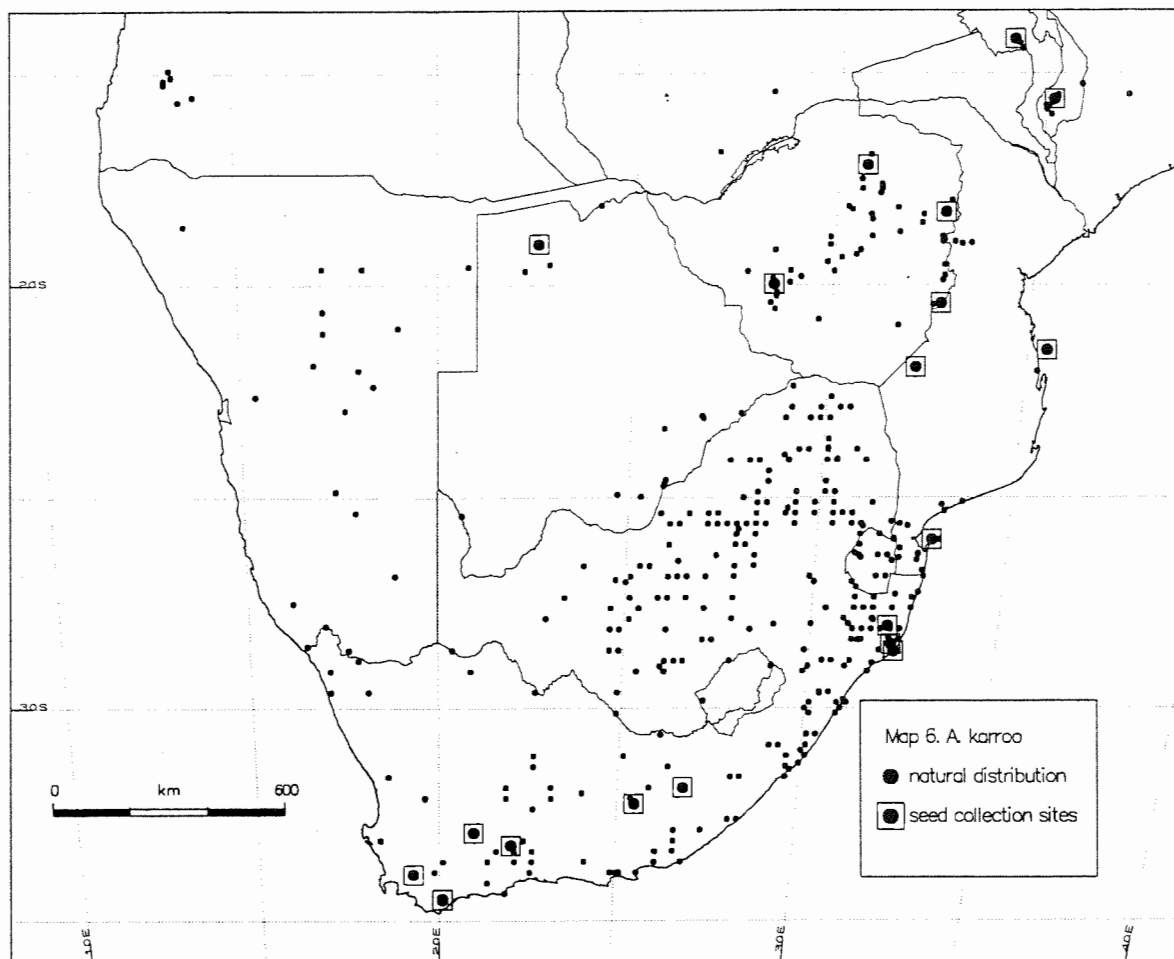 20S
30S
0 km 600
Map 6. A. karroo
natural distribution
seed collection sites
10E
20E
30E
40E